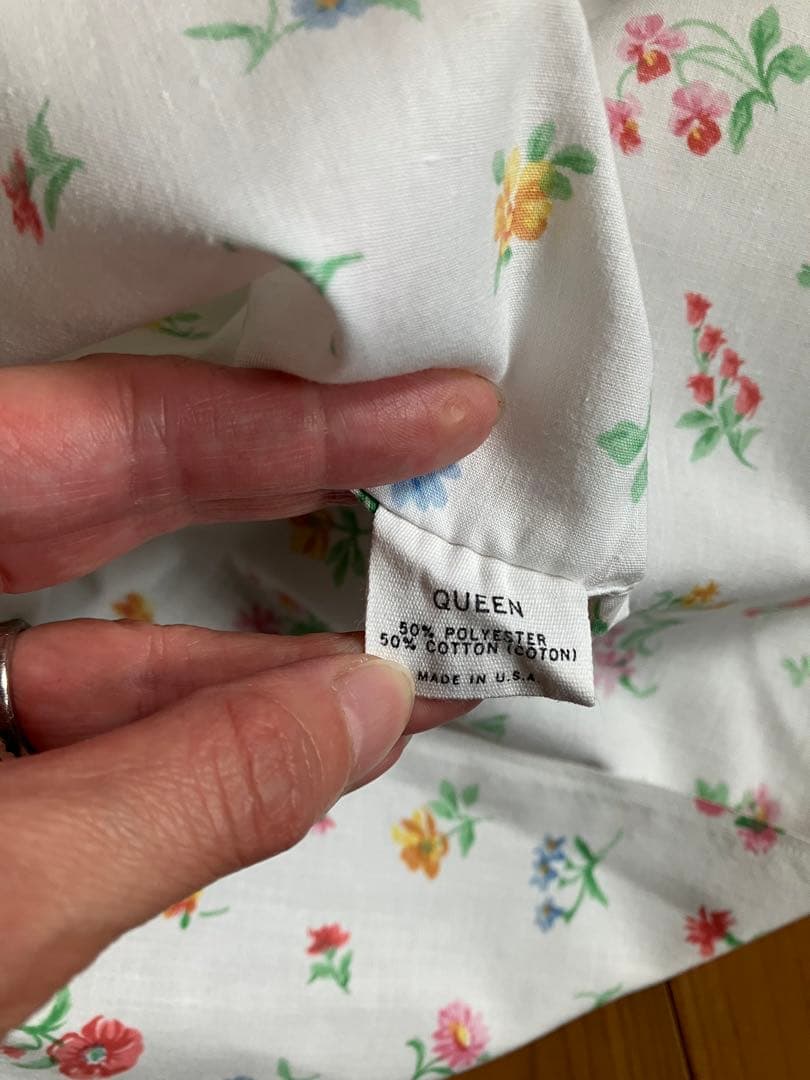 QUEEN
50% POLYESTER
50% COTTON (COTON)
MADE IN U.S.A.